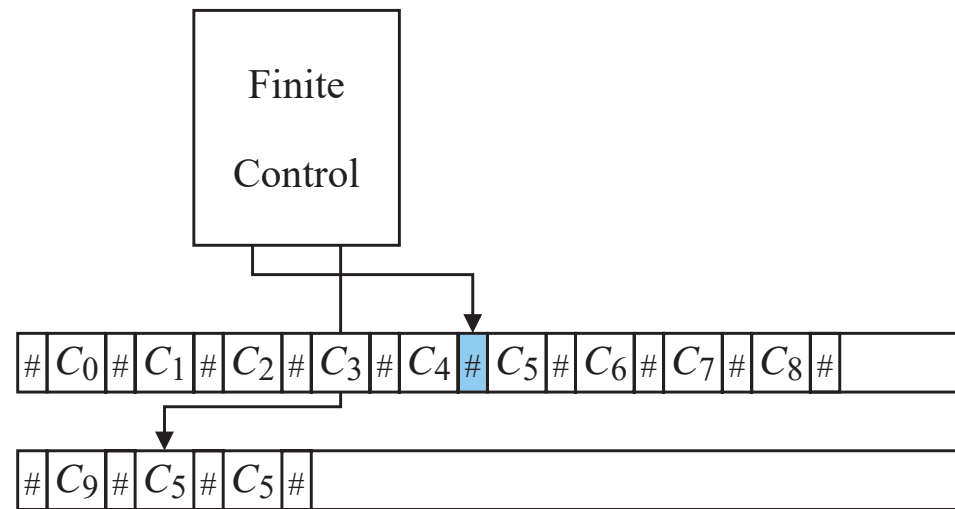 Finite
Control
# C0 # C1 # C2 # C3 # C4 # C5 # C6 # C7 # C8 #
# C9 # C5 # C5 #